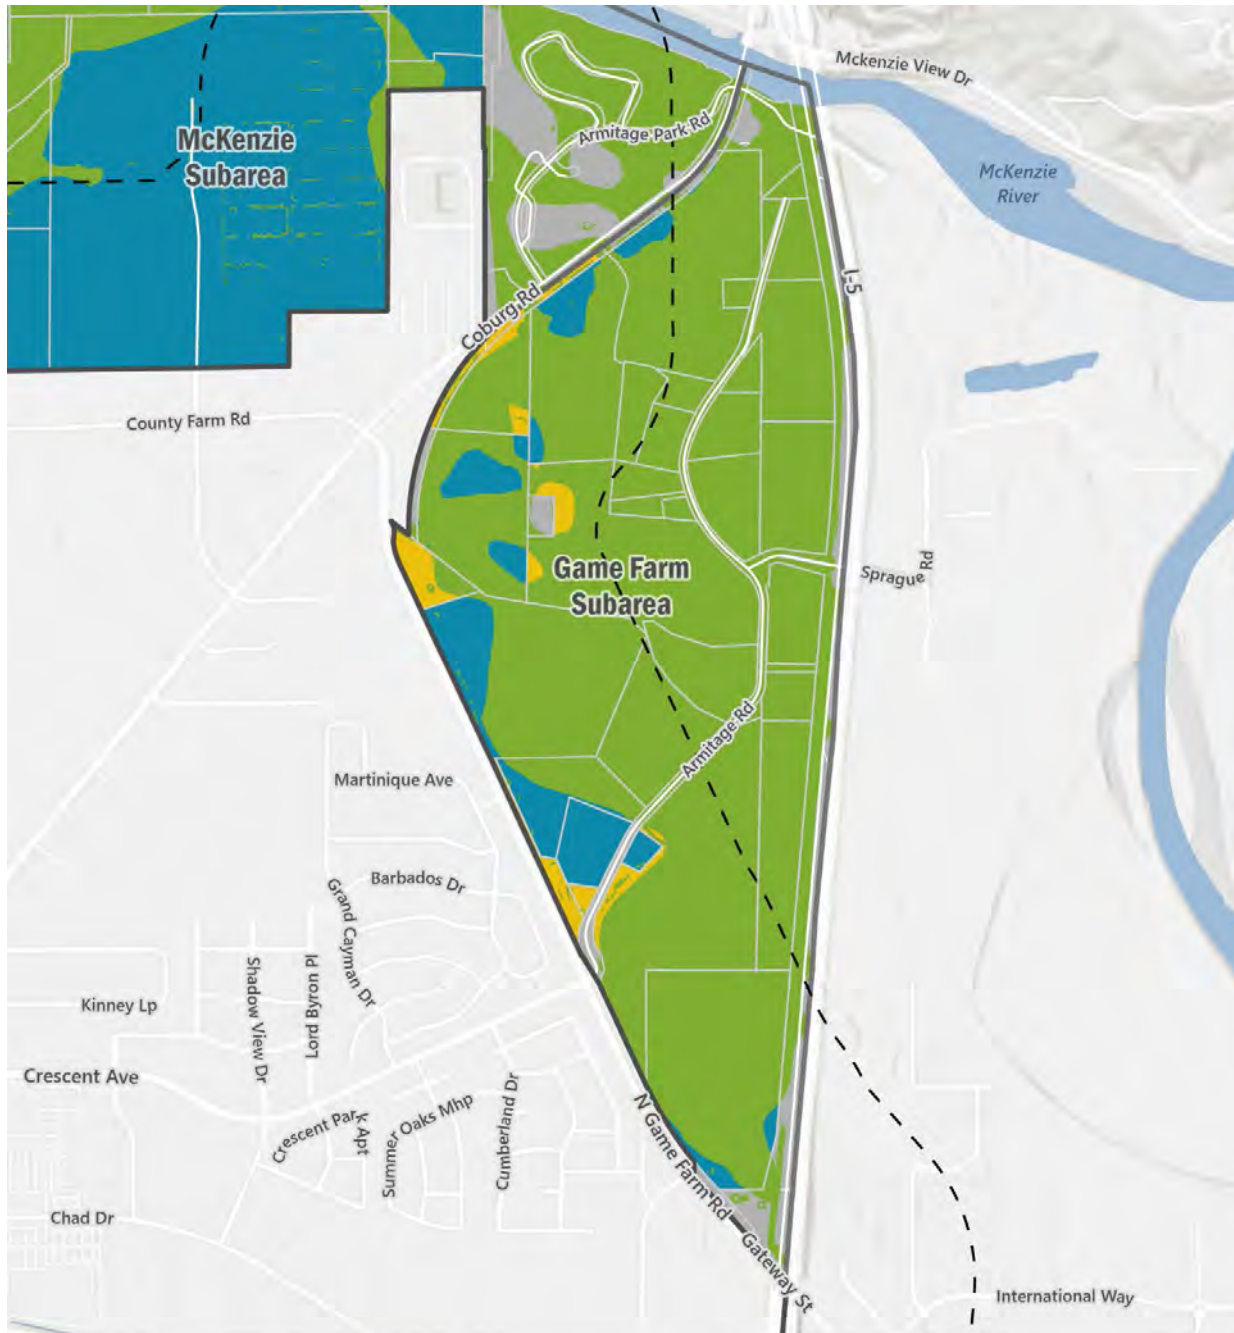 Mckenzie View Dr
McKenzie
Subarea
Armitage Park Rd
McKenzie
River
I-5
Coburg Rd
County Farm Rd
Game Farm
Subarea
Sprague Rd
Armitage Rd
Martinique Ave
Barbados Dr
Grand Cayman Dr
Shadow View Dr
Lord Byron Pl
Kinney Lp
Crescent Ave
Crescent Park Apt
Summer Oaks Mhp
Cumberland Dr
N Game Farm Rd
Chad Dr
Gateway St
International Way